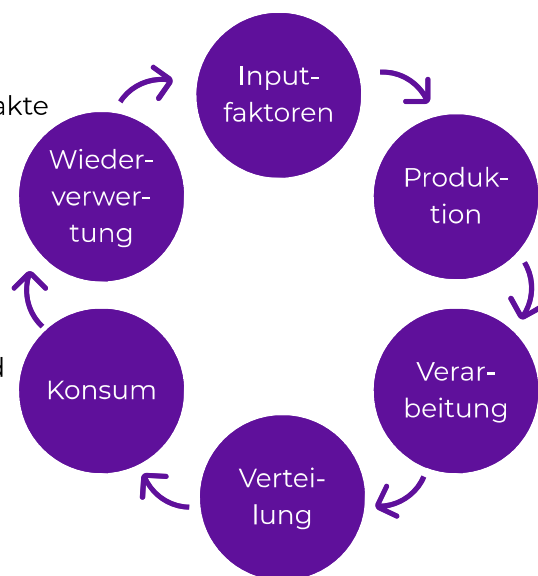 Input-
faktoren
Produk-
tion
Verar-
beitung
Vertei-
lung
Konsum
Wieder-
verwer-
tung